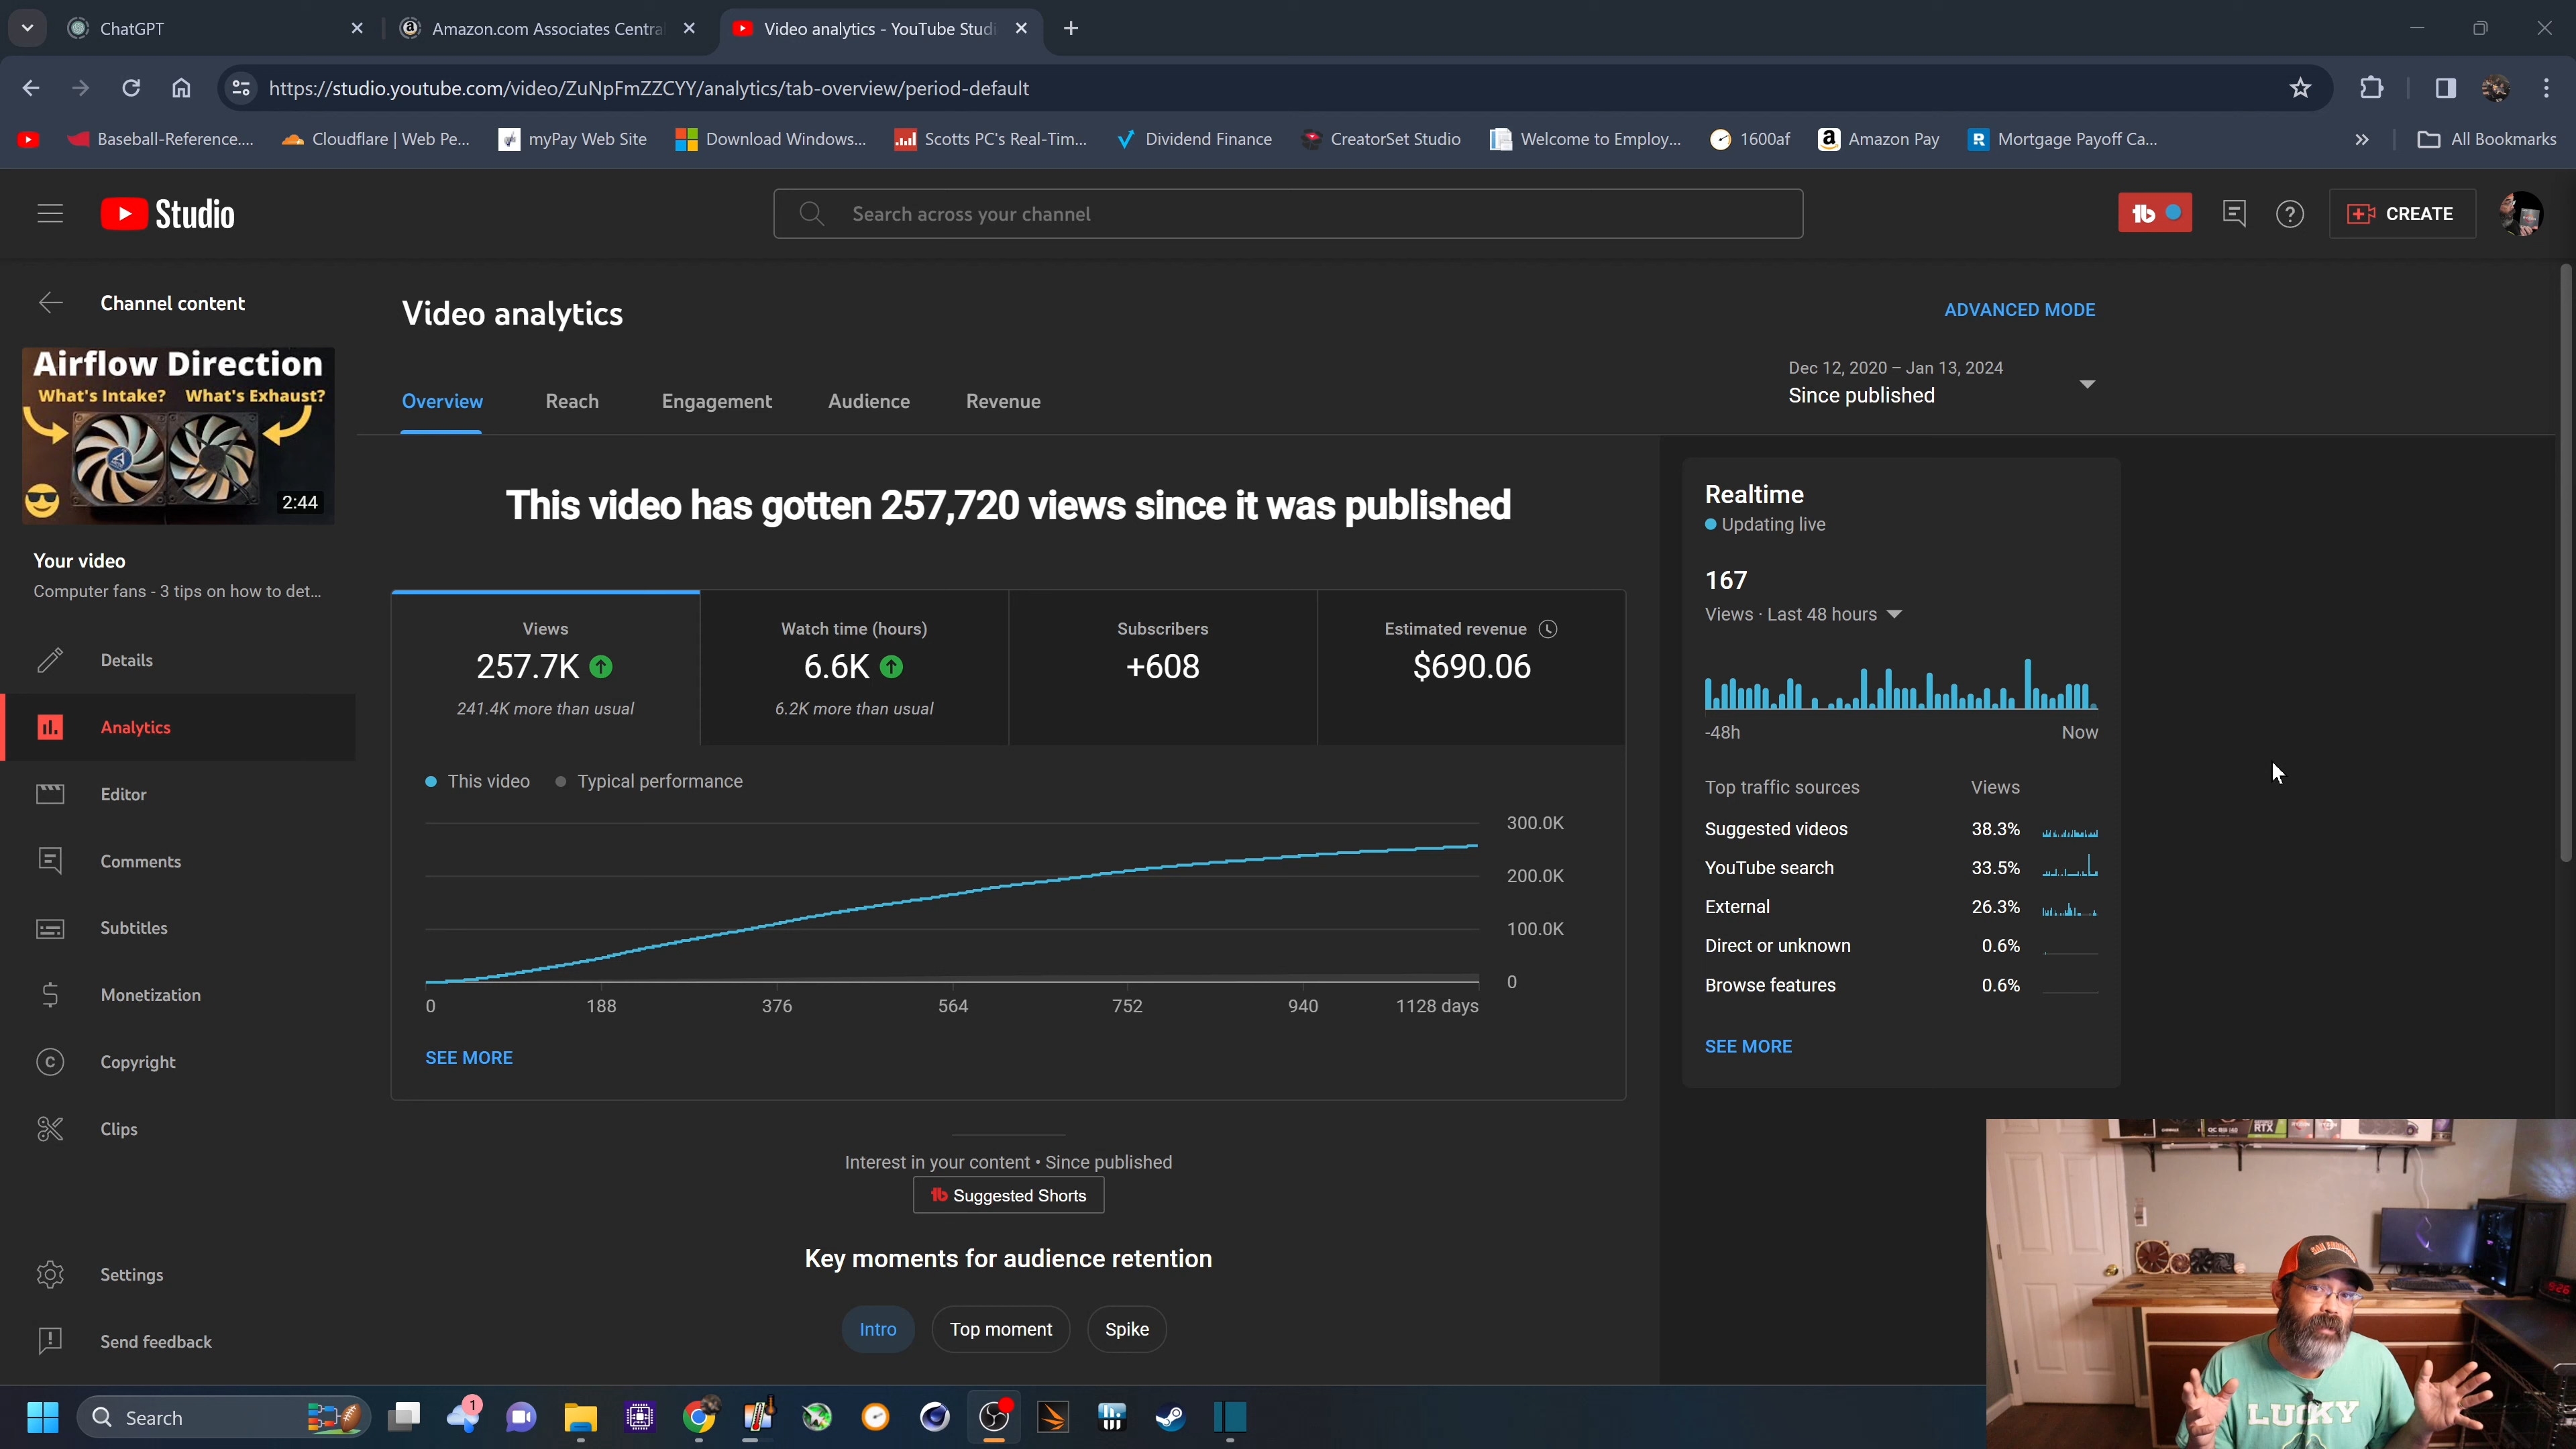 ChatGPT
Amazon.com Associates Centra
Video analytics - YouTube Studi
https://studio.youtube.com/video/ZuNpFmZZCYY/analytics/tab-overview/period-default
Baseball-Reference....
Cloudflare | Web Pe...
myPay Web Site
Download Windows...
Scotts PC's Real-Tim...
Dividend Finance
CreatorSet Studio
Welcome to Employ...
1600af
Amazon Pay
Mortgage Payoff Ca...
All Bookmarks
Studio
Search across your channel
CREATE
Channel content
Airflow Direction
What's Intake? What's Exhaust?
2:44
Your video
Computer fans - 3 tips on how to det...
Details
Analytics
Editor
Comments
Subtitles
Monetization
Copyright
Clips
Settings
Send feedback
Video analytics
ADVANCED MODE
Overview
Reach
Engagement
Audience
Revenue
Dec 12, 2020 – Jan 13, 2024
Since published
This video has gotten 257,720 views since it was published
Views
257.7K
241.4K more than usual
Watch time (hours)
6.6K
6.2K more than usual
Subscribers
+608
Estimated revenue
$690.06
This video
Typical performance
300.0K
200.0K
100.0K
0
0 188 376 564 752 940 1128 days
SEE MORE
Interest in your content • Since published
Suggested Shorts
Key moments for audience retention
Intro
Top moment
Spike
Realtime
Updating live
167
Views · Last 48 hours
-48h Now
Top traffic sources Views
Suggested videos 38.3%
YouTube search 33.5%
External 26.3%
Direct or unknown 0.6%
Browse features 0.6%
SEE MORE
RTX
LUCKY
Search
1